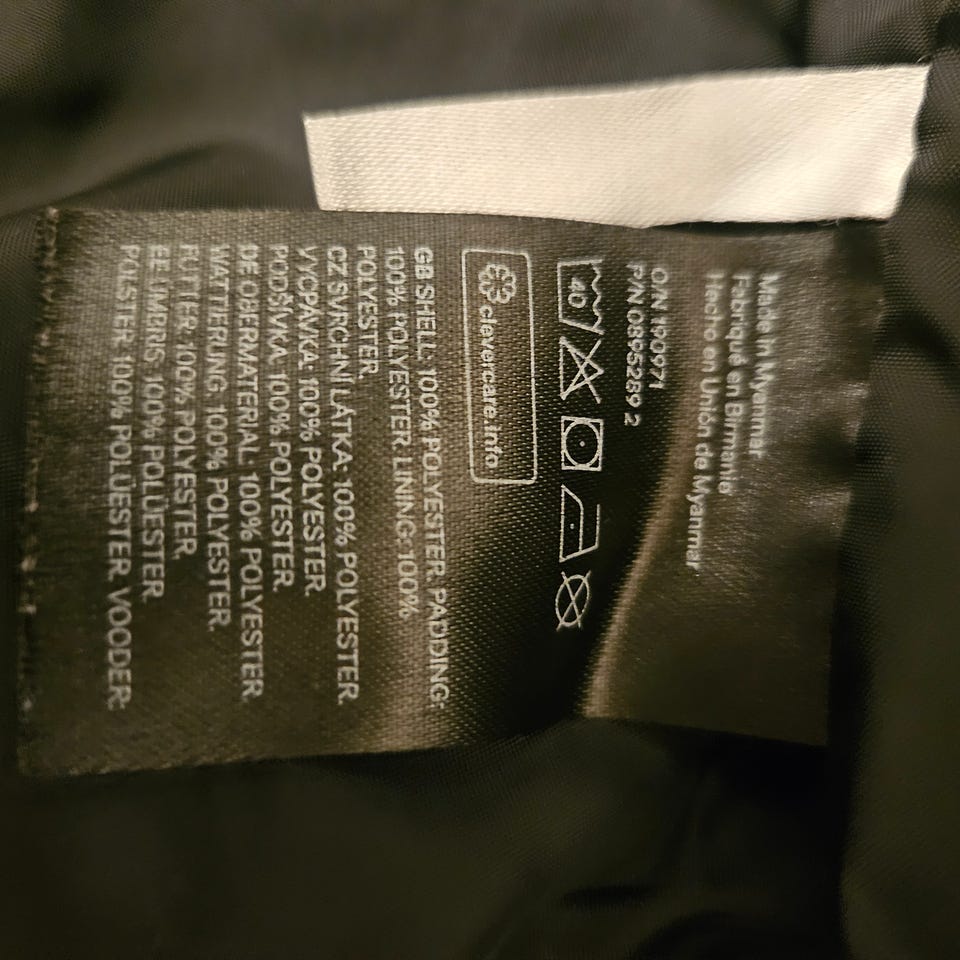 Made in Myanmar
Fabriqué en Birmanie
Hecho en Unión de Myanmar
O/N 190971
P/N 0895289 2
40
clevercare.info
GB SHELL: 100% POLYESTER. PADDING:
100% POLYESTER. LINING: 100%
POLYESTER.
CZ SVRCHNÍ LÁTKA: 100% POLYESTER.
VÝCPÁVKA: 100% POLYESTER.
PODŠÍVKA: 100% POLYESTER.
DE OBERMATERIAL: 100% POLYESTER.
WATTIERUNG: 100% POLYESTER.
FUTTER: 100% POLYESTER.
EE ÜMBRIS: 100% POLÜESTER.
POLSTER: 100% POLÜESTER. VOODER: